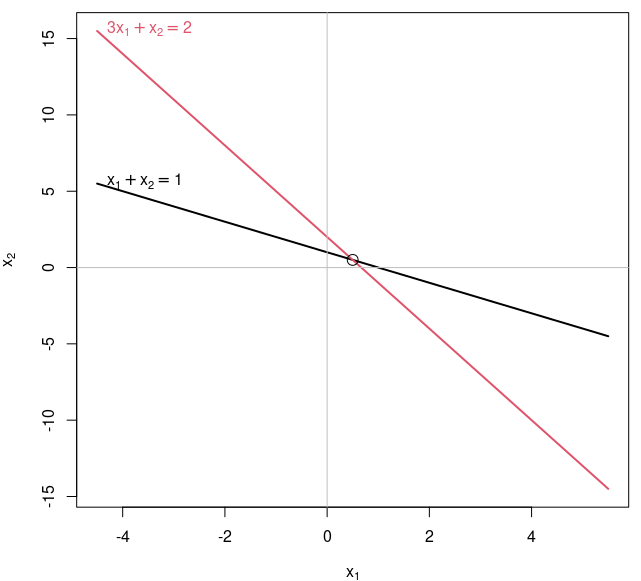 3x₁ + x₂ = 2
x₁ + x₂ = 1
x₂
15
10
5
0
-5
-10
-15
-4 -2 0 2 4
x₁